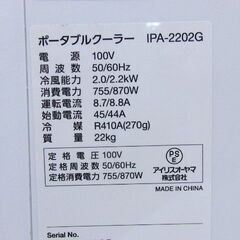 ポータブルクーラー IPA-2202G
電源 100V
周波数 50/60Hz
冷風能力 2.0/2.2kW
消費電力 755/870W
運転電流 8.7/8.8A
始動電流 45/44A
冷媒 R410A(270g)
質量 22kg
定格電圧 100V
定格周波数 50/60Hz
定格消費電力 755/870W
PSE
アイリスオーヤマ
株式会社
MADE IN CHINA
Serial No.